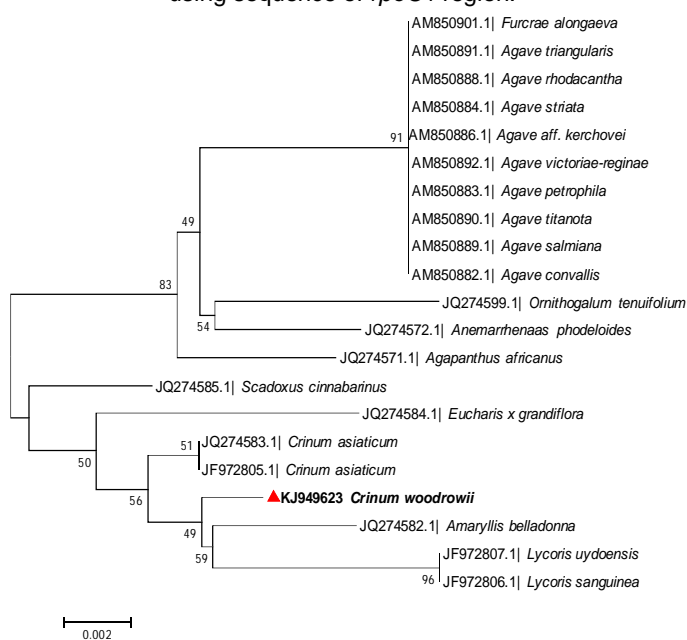 using sequence of rpoC1 region.
AM850901.1| Furcrae alongaeva
AM850891.1| Agave triangularis
AM850888.1| Agave rhodacantha
AM850884.1| Agave striata
91 AM850886.1| Agave aff. kerchovei
AM850892.1| Agave victoriae-reginae
AM850883.1| Agave petrophila
49 AM850890.1| Agave titanota
AM850889.1| Agave salmiana
AM850882.1| Agave convallis
83
JQ274599.1| Ornithogalum tenuifolium
54 JQ274572.1| Anemarrhenaas phodeloides
JQ274571.1| Agapanthus africanus
JQ274585.1| Scadoxus cinnabarinus
JQ274584.1| Eucharis x grandiflora
51 JQ274583.1| Crinum asiaticum
50 JF972805.1| Crinum asiaticum
56 KJ949623 Crinum woodrowii
49 JQ274582.1| Amaryllis belladonna
59 JF972807.1| Lycoris uydoensis
96 JF972806.1| Lycoris sanguinea
0.002